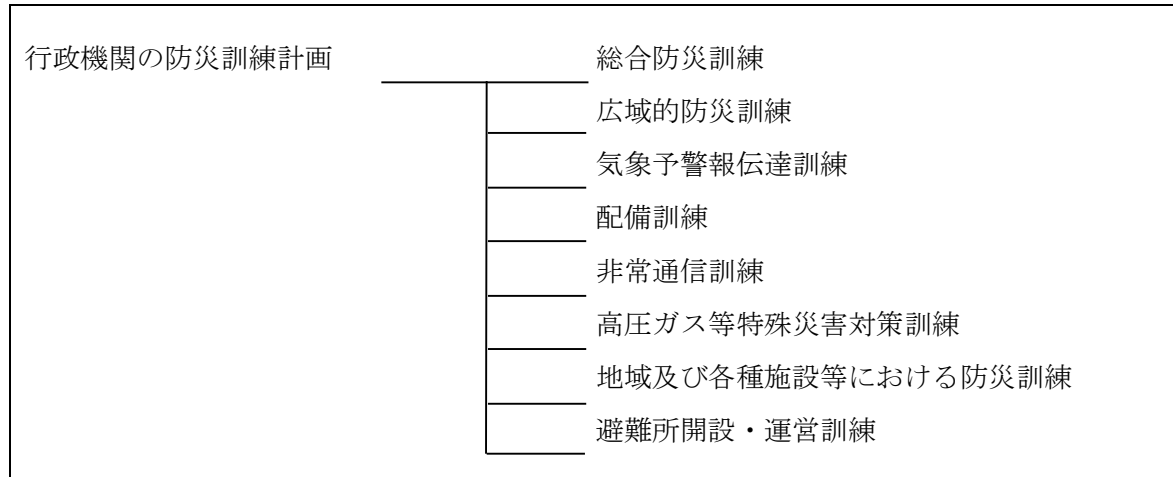 行政機関の防災訓練計画
総合防災訓練
広域的防災訓練
気象予警報伝達訓練
配備訓練
非常通信訓練
高圧ガス等特殊災害対策訓練
地域及び各種施設等における防災訓練
避難所開設・運営訓練